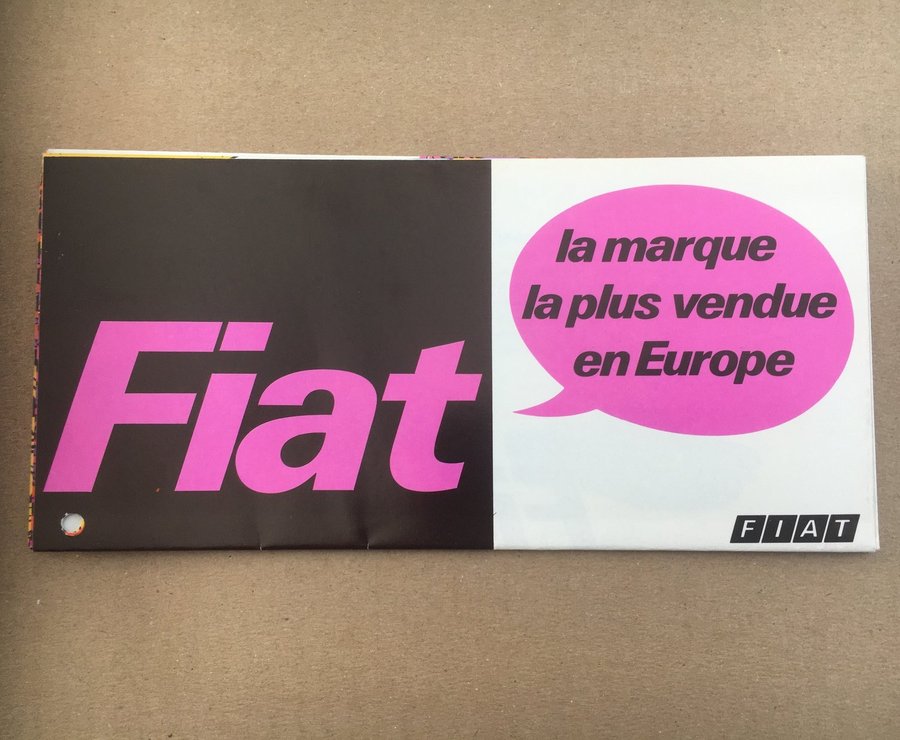 Fiat
la marque
la plus vendue
en Europe
FIAT